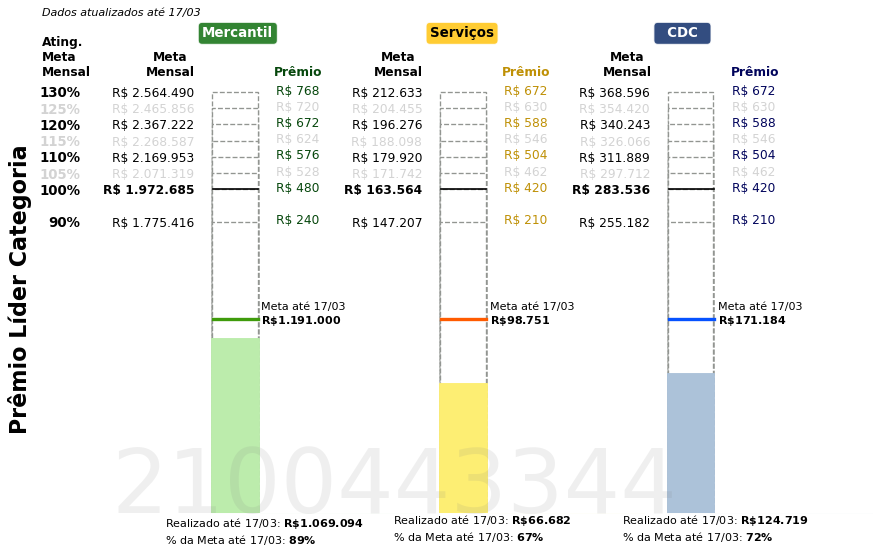 Dados atualizados até 17/03
Mercantil
Serviços
CDC
Ating.
Meta
Mensal
Meta
Mensal
Prêmio
Meta
Mensal
Prêmio
Meta
Mensal
Prêmio
130% R$ 2.564.490 R$ 768 R$ 212.633 R$ 672 R$ 368.596 R$ 672
125% R$ 2.465.856 R$ 720 R$ 204.455 R$ 630 R$ 354.420 R$ 630
120% R$ 2.367.222 R$ 672 R$ 196.276 R$ 588 R$ 340.243 R$ 588
115% R$ 2.268.587 R$ 624 R$ 188.098 R$ 546 R$ 326.066 R$ 546
110% R$ 2.169.953 R$ 576 R$ 179.920 R$ 504 R$ 311.889 R$ 504
105% R$ 2.071.319 R$ 528 R$ 171.742 R$ 462 R$ 297.712 R$ 462
100% R$ 1.972.685 R$ 480 R$ 163.564 R$ 420 R$ 283.536 R$ 420
90% R$ 1.775.416 R$ 240 R$ 147.207 R$ 210 R$ 255.182 R$ 210
Prêmio Líder Categoria
Meta até 17/03
R$1.191.000
Meta até 17/03
R$98.751
Meta até 17/03
R$171.184
2100443344
Realizado até 17/03: R$1.069.094
% da Meta até 17/03: 89%
Realizado até 17/03: R$66.682
% da Meta até 17/03: 67%
Realizado até 17/03: R$124.719
% da Meta até 17/03: 72%